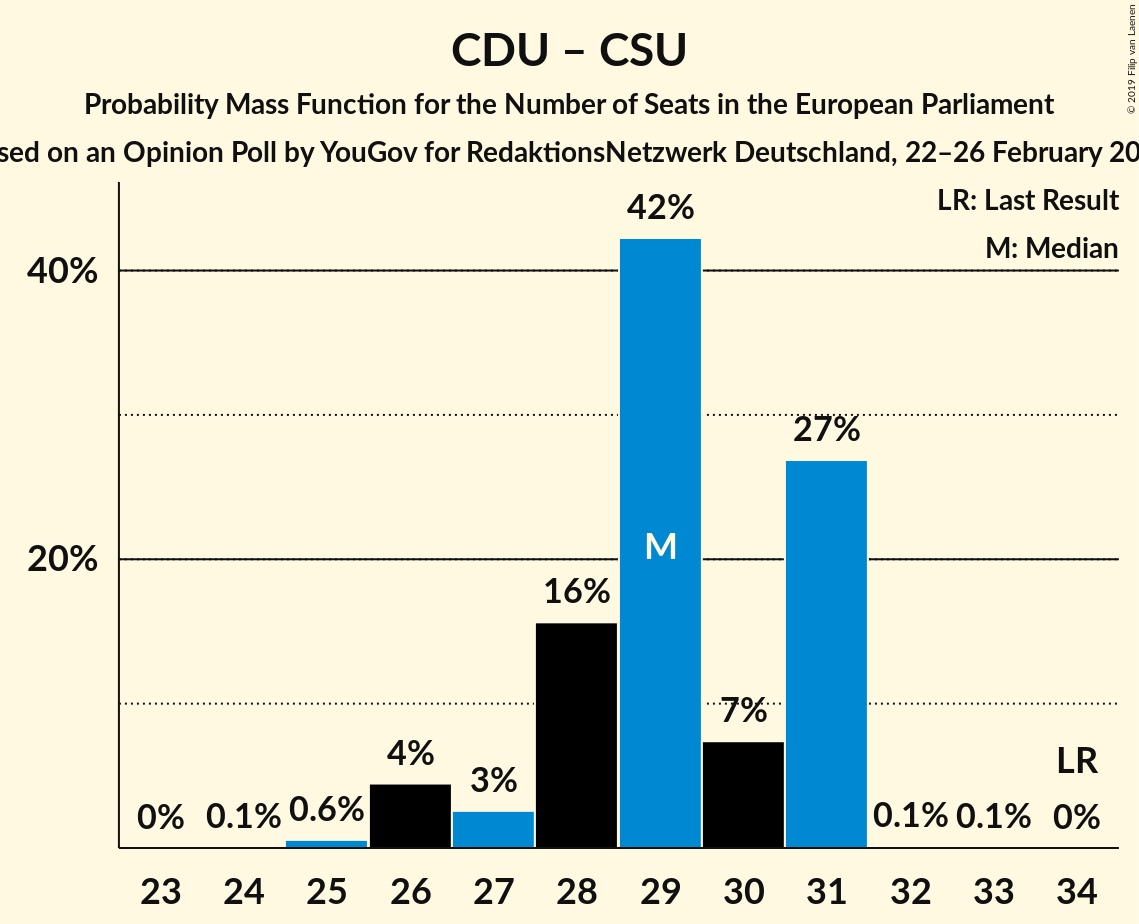 CDU – CSU
Probability Mass Function for the Number of Seats in the European Parliament
sed on an Opinion Poll by YouGov for RedaktionsNetzwerk Deutschland, 22–26 February 20
© 2019 Filip van Laenen
LR: Last Result
M: Median
40%
20%
0% 0.1% 0.6% 4% 3% 16% 42% 7% 27% 0.1% 0.1% 0%
M
LR
23 24 25 26 27 28 29 30 31 32 33 34